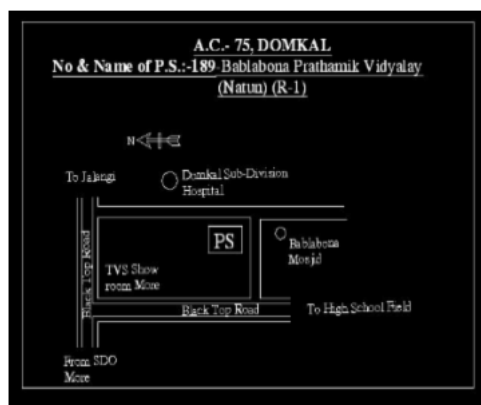 A.C.- 75, DOMKAL
No & Name of P.S.:-189-Bablabona Prathamik Vidyalay
(Natun) (R-1)
N
To Jalangi
Domkal Sub-Division
Hospital
PS
Bablabona
Mosjid
Black Top Road
TVS Show
room More
Black Top Road
To High School Field
From SDO
More